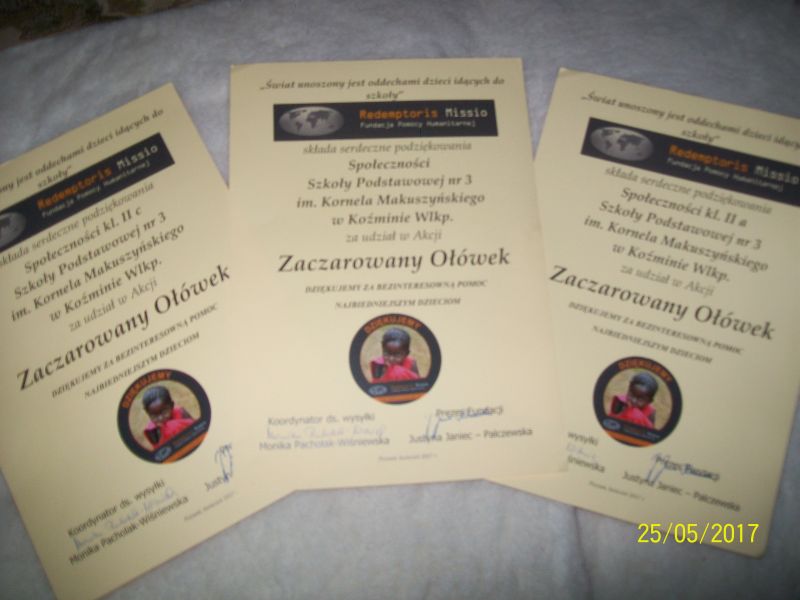 unoszony jest oddechami dzieci idących do
szkoły"
Redemptoris Missio
Fundacja Pomocy Humanitarnej
składa serdeczne podziękowania
Społeczności kl. II c
Szkoły Podstawowej nr 3
im. Kornela Makuszyńskiego
w Koźminie Wlkp.
za udział w Akcji
Zaczarowany Ołówek
DZIĘKUJEMY ZA BEZINTERESOWNĄ POMOC
NAJBIEDNIEJSZYM DZIECIOM
DZIĘKUJEMY
Koordynator ds. wysyłki
Monika Pacholak-Wiśniewska
Justy
„Świat unoszony jest oddechami dzieci idących do
szkoły"
Redemptoris Missio
Fundacja Pomocy Humanitarnej
składa serdeczne podziękowania
Społeczności
Szkoły Podstawowej nr 3
im. Kornela Makuszyńskiego
w Koźminie Wlkp.
za udział w Akcji
Zaczarowany Ołówek
DZIĘKUJEMY ZA BEZINTERESOWNĄ POMOC
NAJBIEDNIEJSZYM DZIECIOM
DZIĘKUJEMY
Koordynator ds. wysyłki Prezes Fundacji
Monika Pacholak-Wiśniewska Justyna Janiec – Palczewska
„Świat unoszony jest oddechami dzieci idących do
szkoły"
Redemptoris Missio
Fundacja Pomocy Humanitarnej
składa serdeczne podziękowania
Społeczności kl. II a
Szkoły Podstawowej nr 3
im. Kornela Makuszyńskiego
w Koźminie Wlkp.
za udział w Akcji
Zaczarowany Ołówek
DZIĘKUJEMY ZA BEZINTERESOWNĄ POMOC
NAJBIEDNIEJSZYM DZIECIOM
DZIĘKUJEMY
wysyłki
śniewska Justyna Janiec – Palczewska
25/05/2017